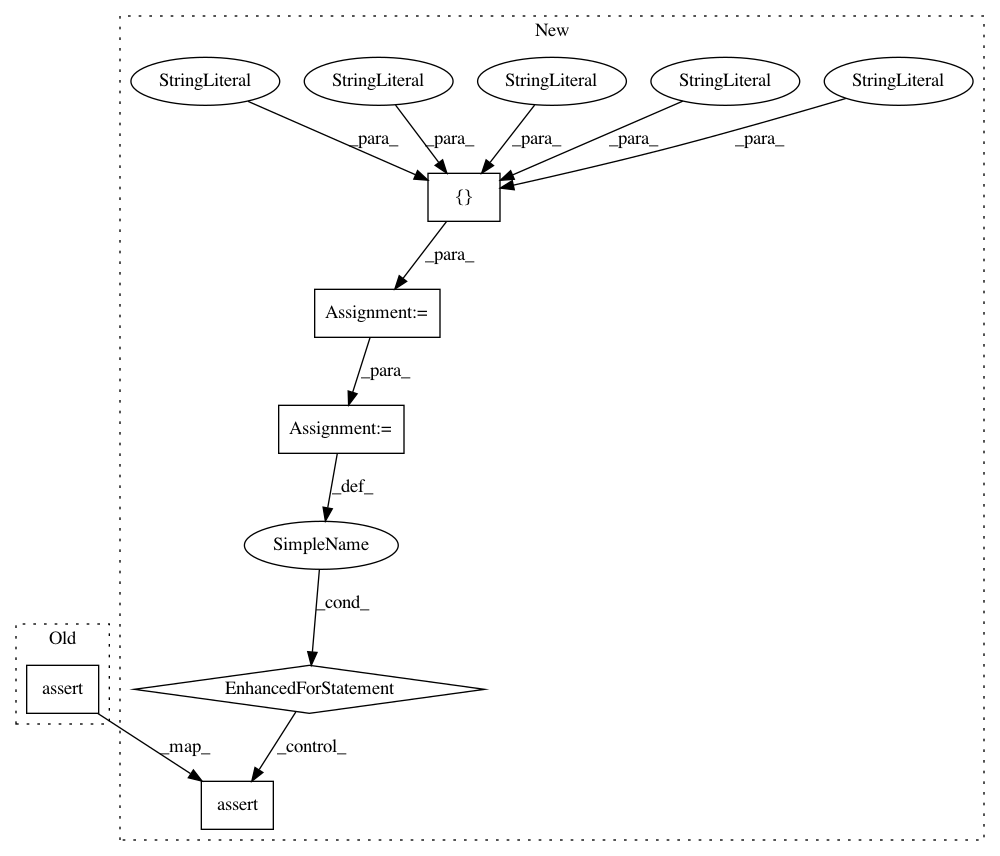 New
StringLiteral StringLiteral StringLiteral StringLiteral StringLiteral
_para_ _para_ _para_ _para_ _para_
{}
_para_
Assignment:=
_para_
Assignment:=
_def_
SimpleName
_cond_
Old
EnhancedForStatement
assert
_map_ _control_
assert